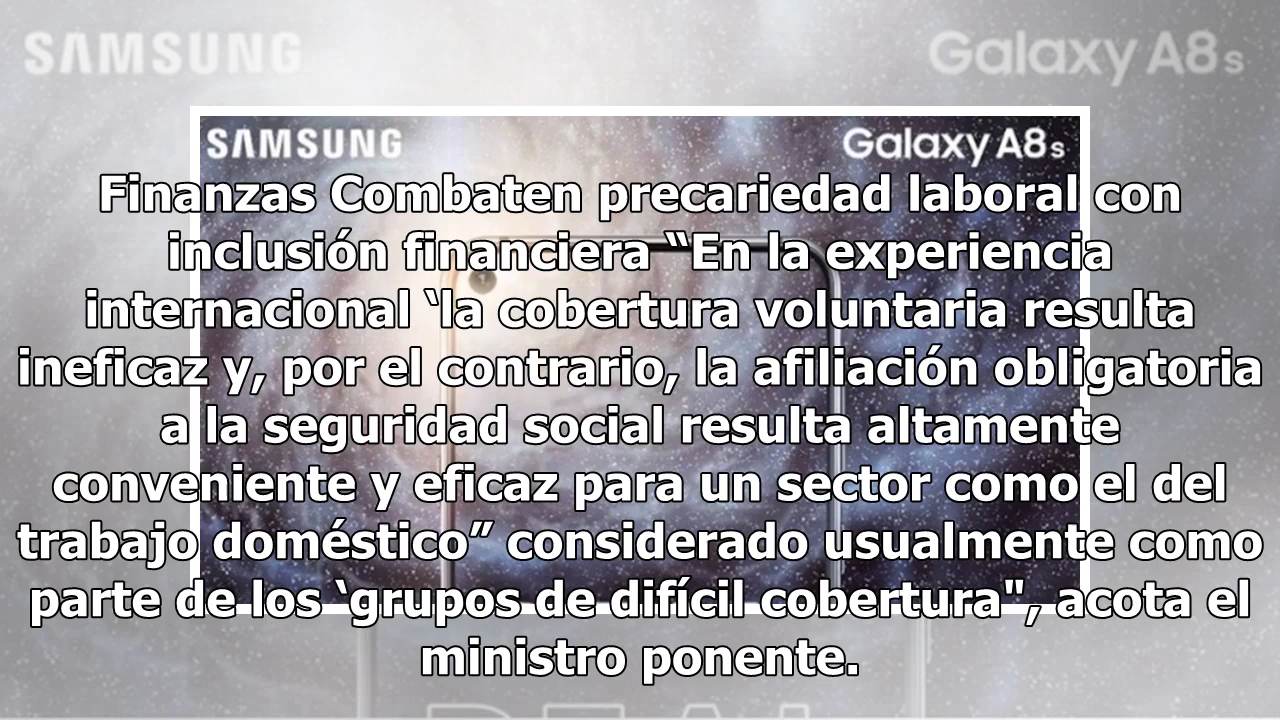 SAMSUNG
Galaxy A8s
SAMSUNG
Galaxy A8s
Finanzas Combaten precariedad laboral con
inclusión financiera “En la experiencia
internacional ‘la cobertura voluntaria resulta
ineficaz y, por el contrario, la afiliación obligatoria
a la seguridad social resulta altamente
conveniente y eficaz para un sector como el del
trabajo doméstico” considerado usualmente como
parte de los ‘grupos de difícil cobertura", acota el
ministro ponente.